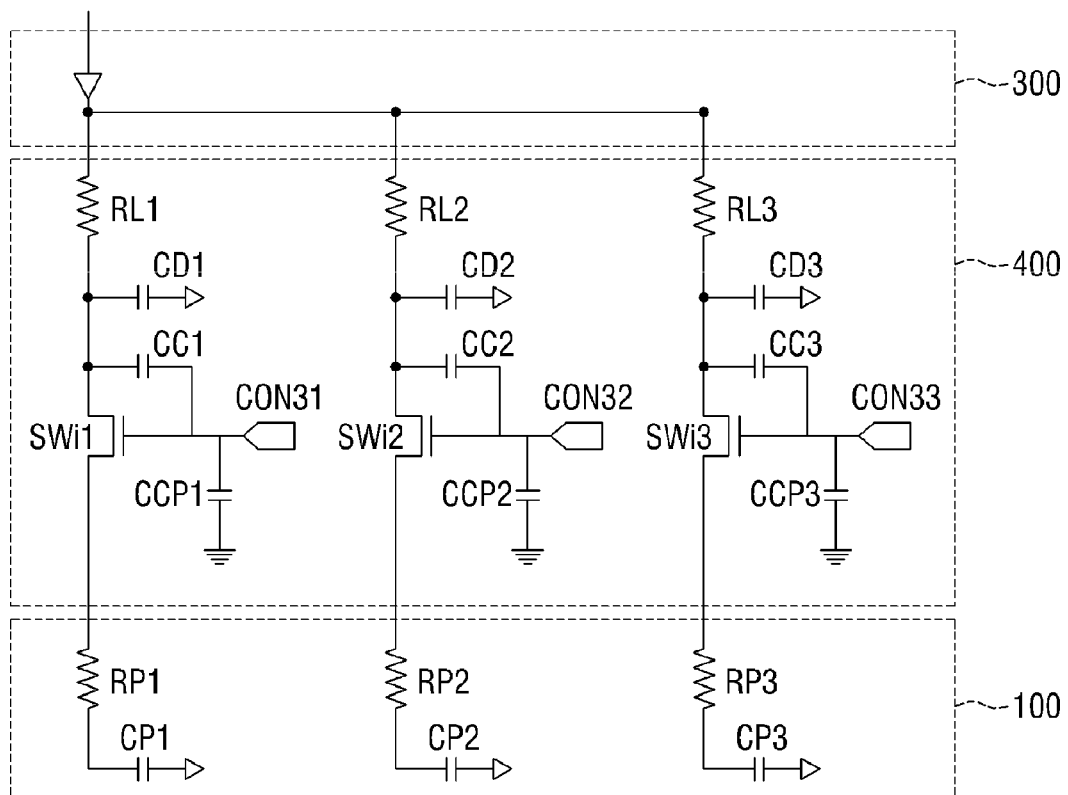 300
RL1 RL2 RL3
CD1 CD2 CD3
400
CC1 CC2 CC3
CON31 CON32 CON33
SWi1 SWi2 SWi3
CCP1 CCP2 CCP3
RP1 RP2 RP3
100
CP1 CP2 CP3